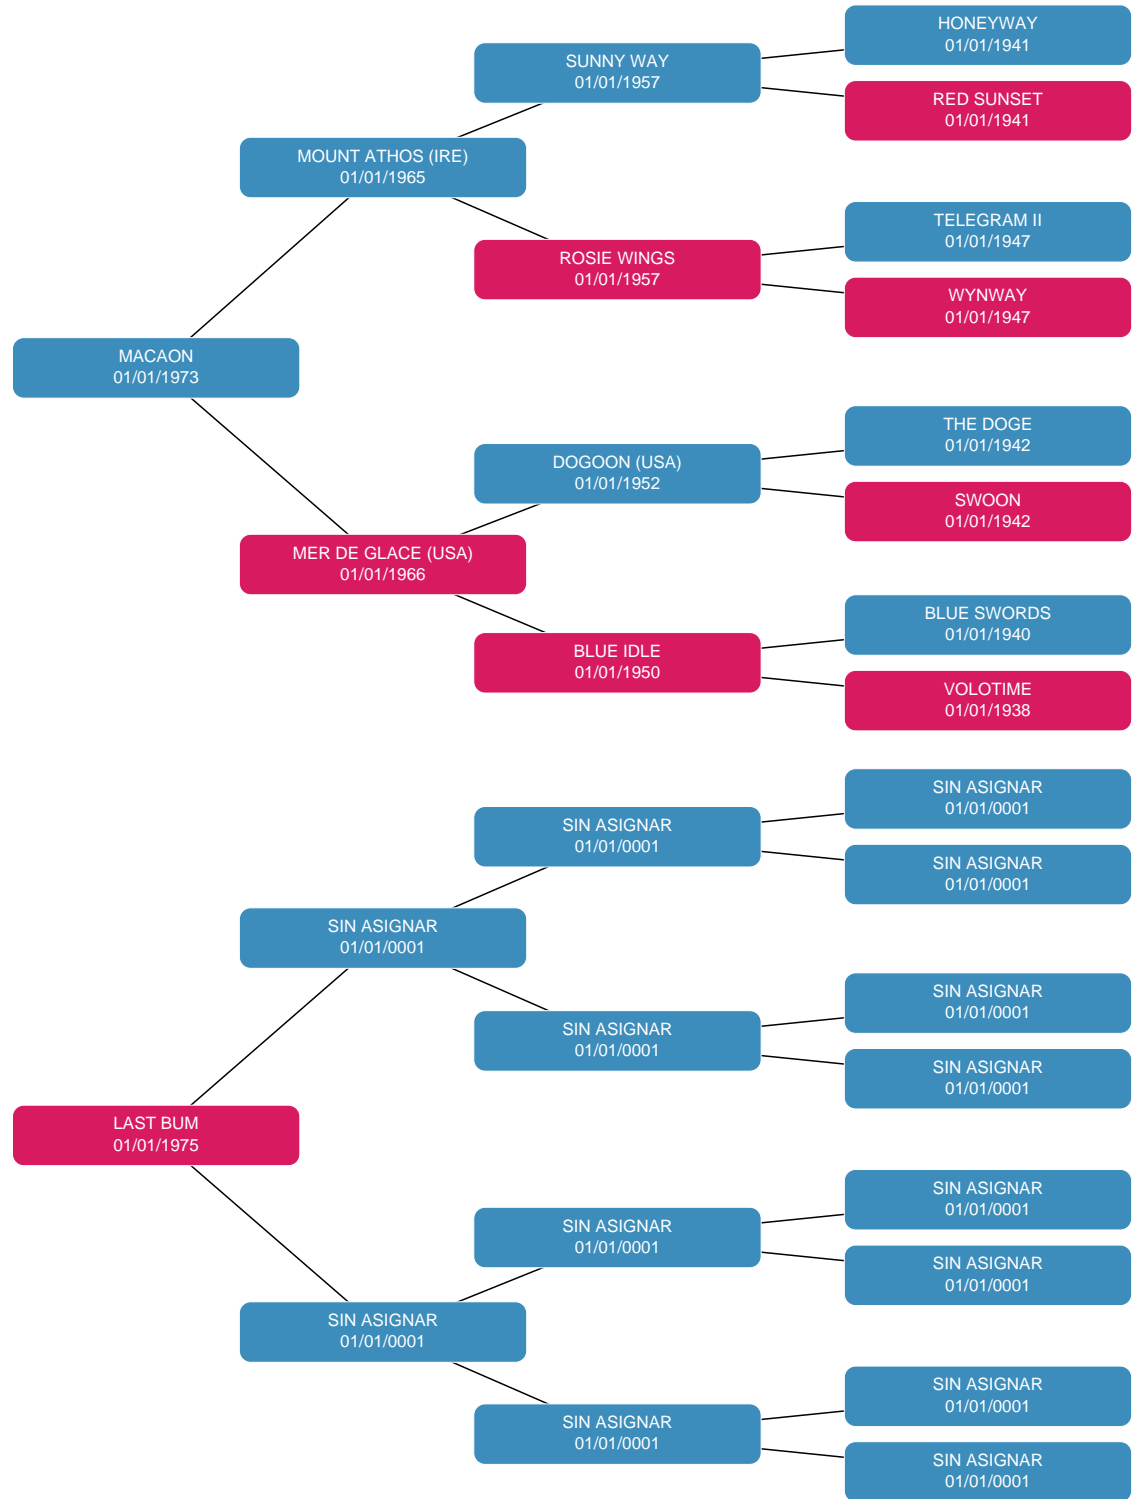 HONEYWAY
01/01/1941
SUNNY WAY
01/01/1957
RED SUNSET
01/01/1941
MOUNT ATHOS (IRE)
01/01/1965
TELEGRAM II
01/01/1947
ROSIE WINGS
01/01/1957
WYNWAY
01/01/1947
MACAON
01/01/1973
THE DOGE
01/01/1942
DOGOON (USA)
01/01/1952
SWOON
01/01/1942
MER DE GLACE (USA)
01/01/1966
BLUE SWORDS
01/01/1940
BLUE IDLE
01/01/1950
VOLOTIME
01/01/1938
SIN ASIGNAR
01/01/0001
SIN ASIGNAR
01/01/0001
SIN ASIGNAR
01/01/0001
SIN ASIGNAR
01/01/0001
SIN ASIGNAR
01/01/0001
SIN ASIGNAR
01/01/0001
SIN ASIGNAR
01/01/0001
LAST BUM
01/01/1975
SIN ASIGNAR
01/01/0001
SIN ASIGNAR
01/01/0001
SIN ASIGNAR
01/01/0001
SIN ASIGNAR
01/01/0001
SIN ASIGNAR
01/01/0001
SIN ASIGNAR
01/01/0001
SIN ASIGNAR
01/01/0001